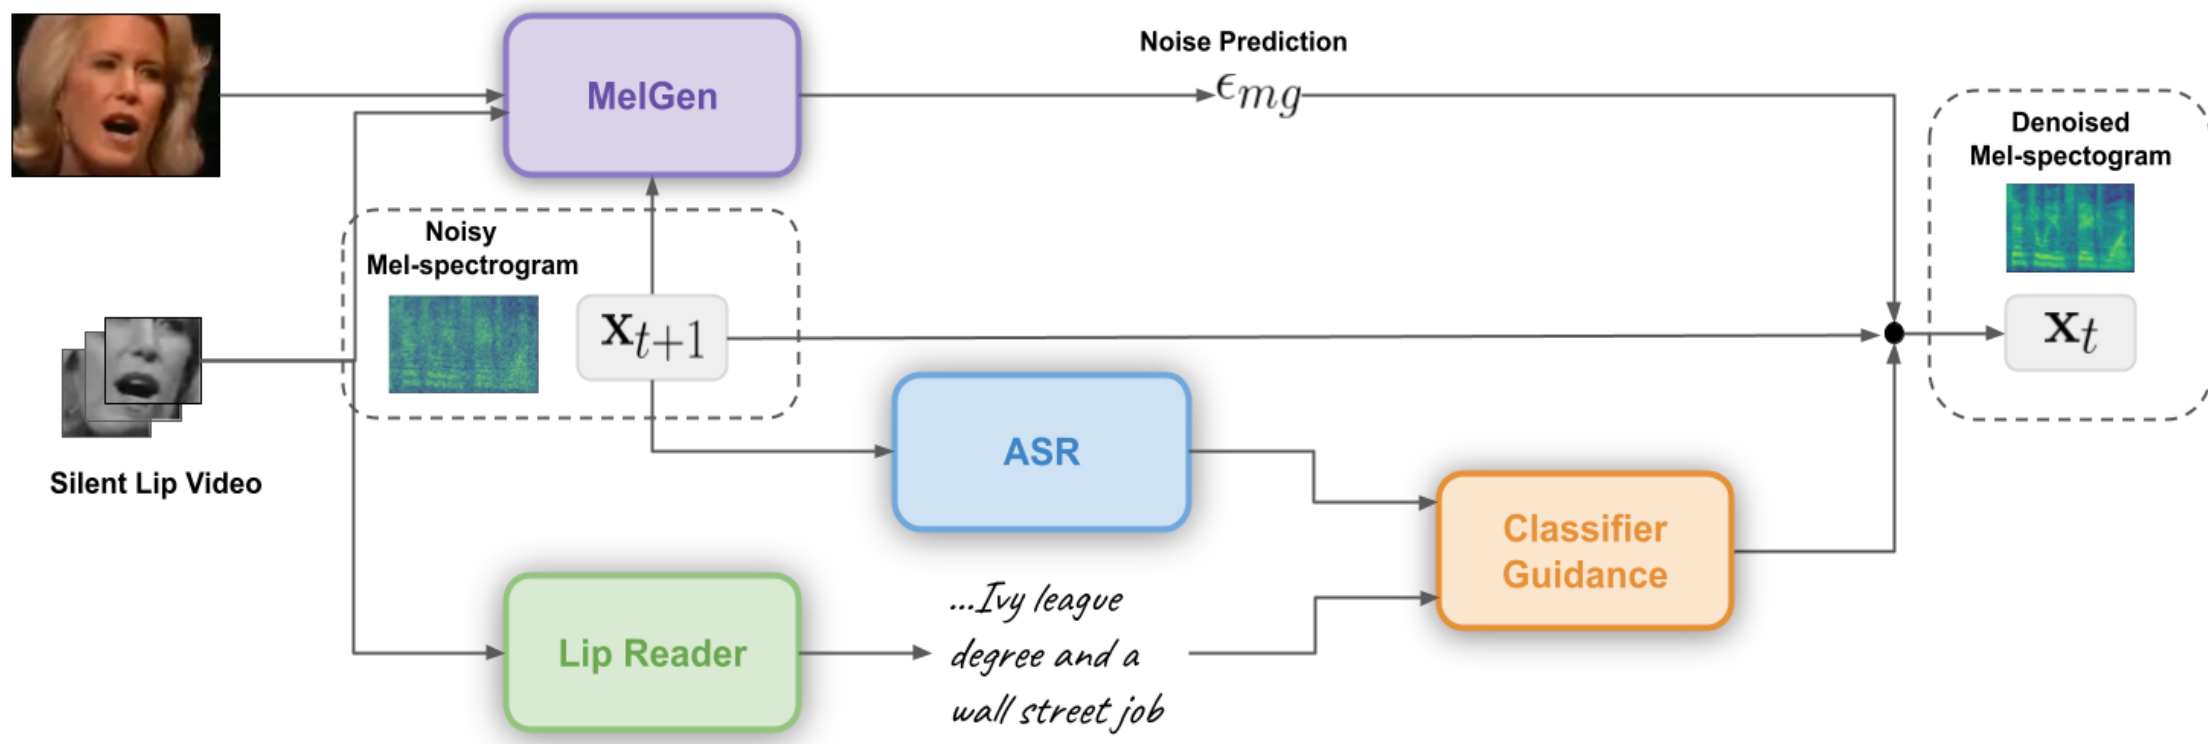 MelGen
Noise Prediction
ϵmg
Denoised
Mel-spectogram
Noisy
Mel-spectrogram
xt+1
xt
Silent Lip Video
ASR
Classifier
Guidance
Lip Reader
...Ivy league
degree and a
wall street job